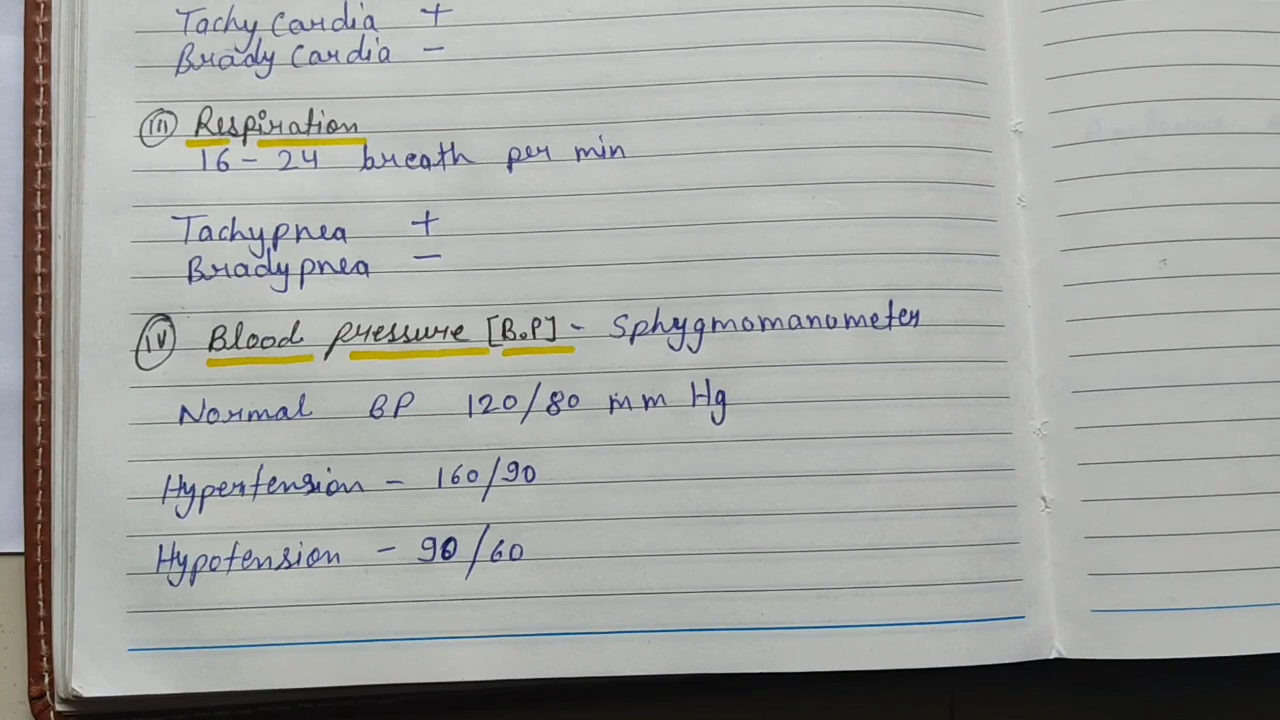 Tachy Cardia +
Brady Cardia -
(III) Respiration
16 - 24 breath per min
Tachypnea +
Bradypnea -
(IV) Blood pressure [B.P] - Sphygmomanometer
Normal BP 120/80 mm Hg
Hypertension - 160/90
Hypotension - 90/60